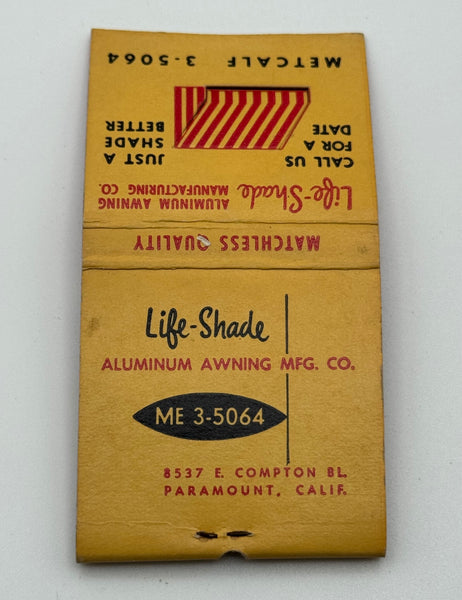 METCALF 3-5064
CALL US
FOR A
DATE
JUST A
SHADE
BETTER
Life-Shade
ALUMINUM AWNING
MANUFACTURING CO.
MATCHLESS QUALITY
Life-Shade
ALUMINUM AWNING MFG. CO.
ME 3-5064
8537 E. COMPTON BL.
PARAMOUNT, CALIF.